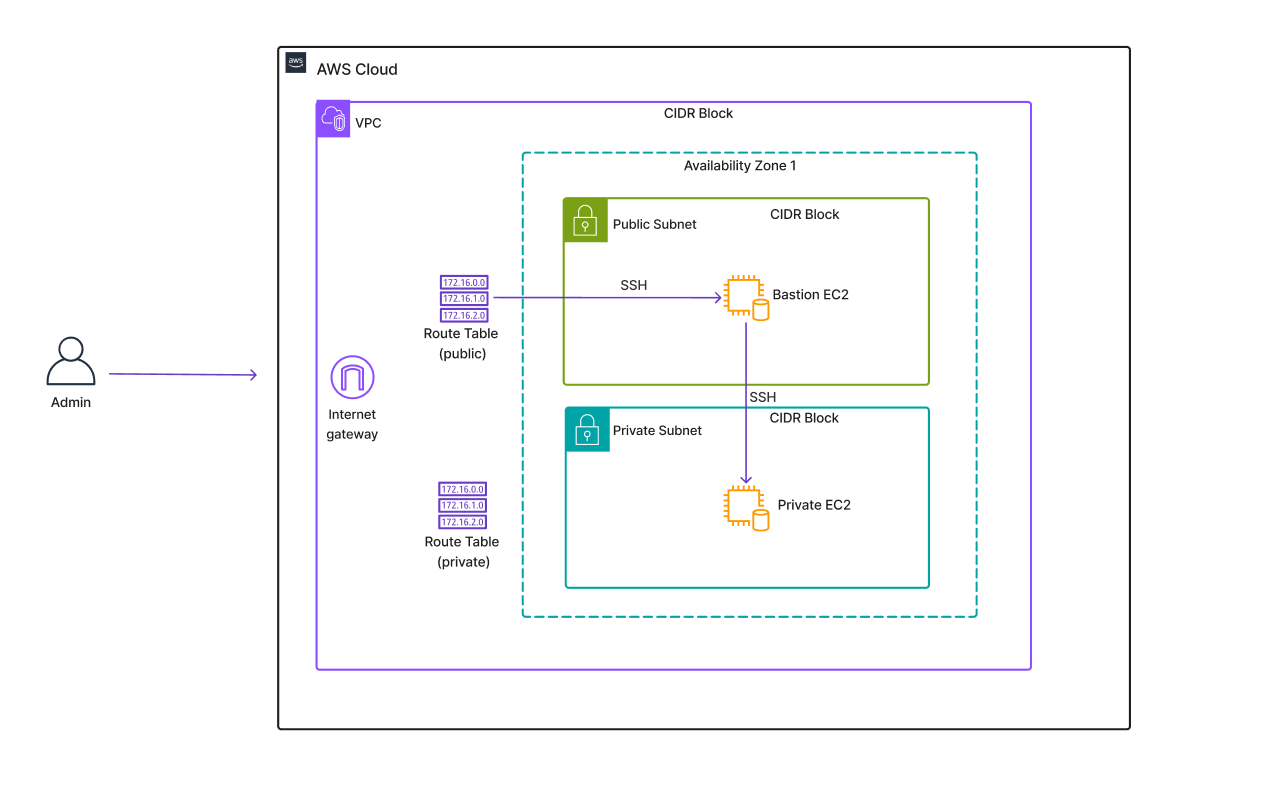 aws
AWS Cloud
VPC
CIDR Block
Availability Zone 1
Public Subnet
CIDR Block
172.16.0.0
172.16.1.0
172.16.2.0
Route Table
(public)
SSH
Bastion EC2
Admin
Internet
gateway
SSH
Private Subnet
CIDR Block
172.16.0.0
172.16.1.0
172.16.2.0
Route Table
(private)
Private EC2